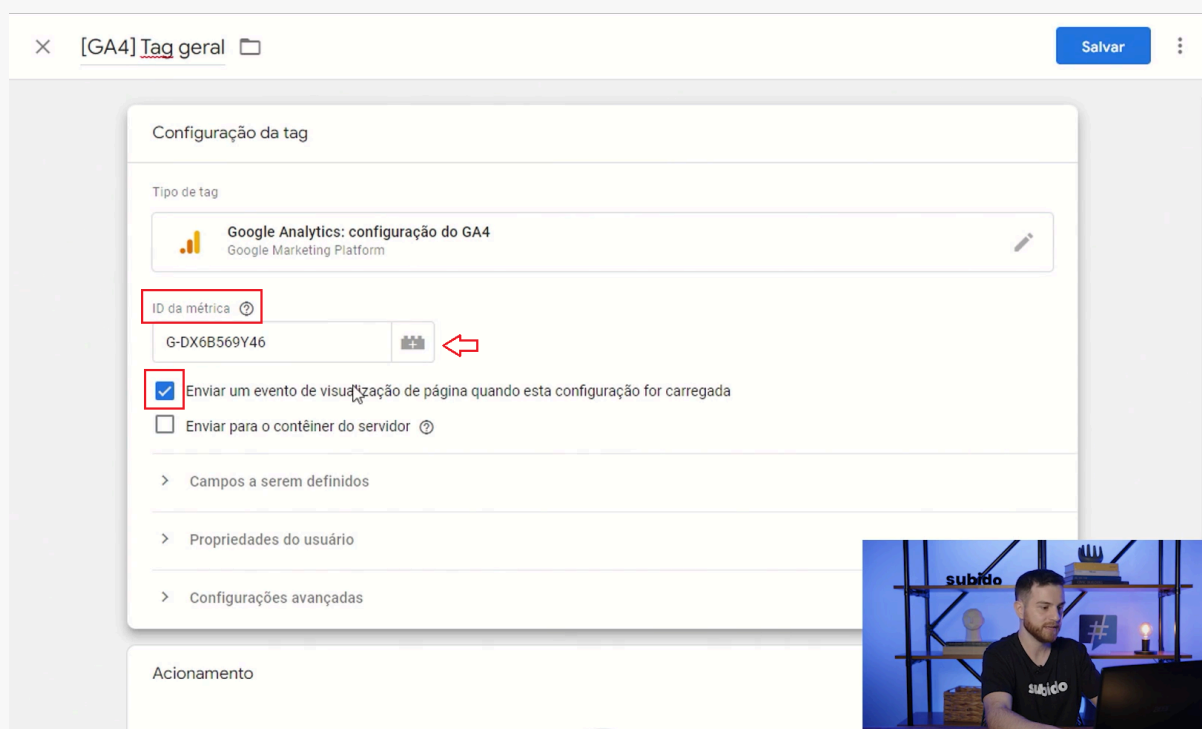 [GA4] Tag geral
Salvar
Configuração da tag
Tipo de tag
Google Analytics: configuração do GA4
Google Marketing Platform
ID da métrica
G-DX6B569Y46
Enviar um evento de visualização de página quando esta configuração for carregada
Enviar para o contêiner do servidor
Campos a serem definidos
Propriedades do usuário
Configurações avançadas
Acionamento
subido
#
subido